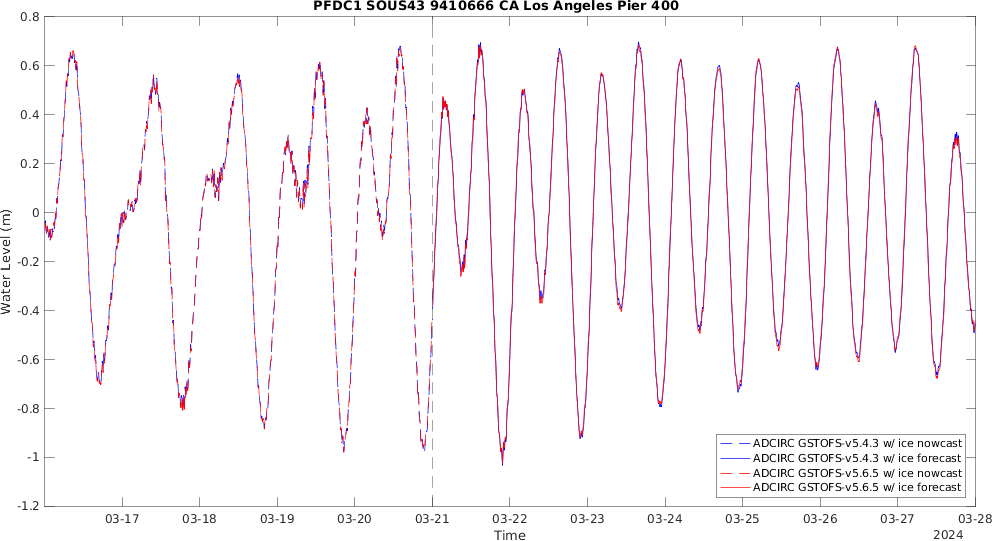 PFDC1 SOUS43 9410666 CA Los Angeles Pier 400
0.8
0.6
0.4
0.2
0
-0.2
-0.4
-0.6
-0.8
-1
-1.2
Water Level (m)
ADCIRC GSTOFS-v5.4.3 w/ ice nowcast
ADCIRC GSTOFS-v5.4.3 w/ ice forecast
ADCIRC GSTOFS-v5.6.5 w/ ice nowcast
ADCIRC GSTOFS-v5.6.5 w/ ice forecast
03-17 03-18 03-19 03-20 03-21 03-22 03-23 03-24 03-25 03-26 03-27 03-28
Time
2024